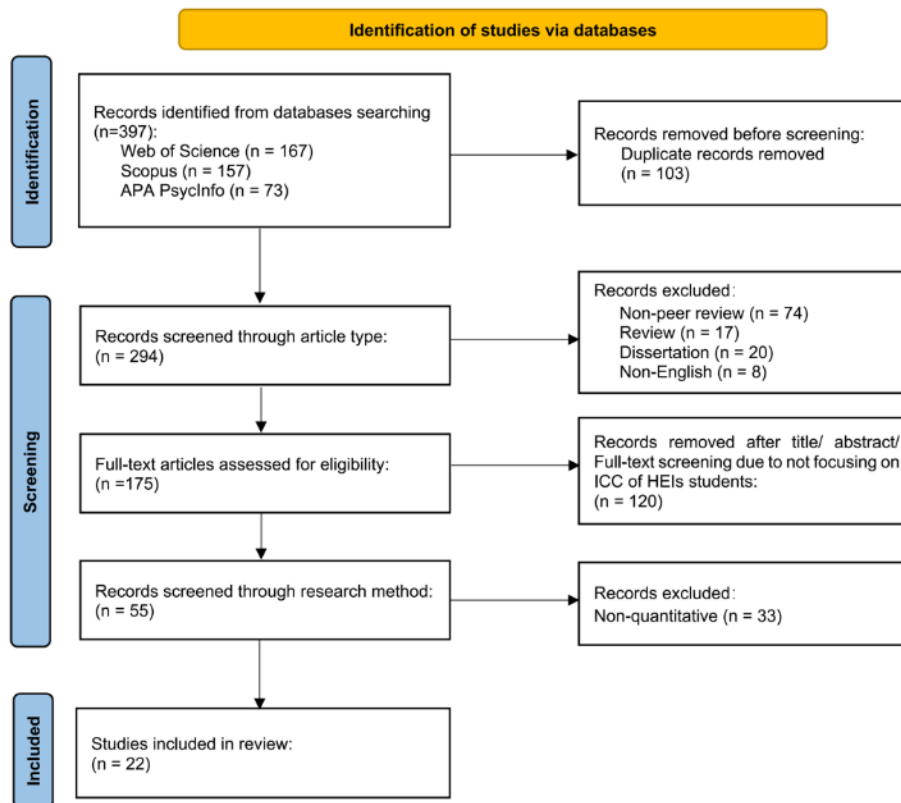 Identification of studies via databases
Identification
Records identified from databases searching
(n=397):
Web of Science (n = 167)
Scopus (n = 157)
APA PsycInfo (n = 73)
Records removed before screening:
Duplicate records removed
(n = 103)
Screening
Records screened through article type:
(n = 294)
Records excluded:
Non-peer review (n = 74)
Review (n = 17)
Dissertation (n = 20)
Non-English (n = 8)
Full-text articles assessed for eligibility:
(n =175)
Records removed after title/ abstract/
Full-text screening due to not focusing on
ICC of HEIs students:
(n = 120)
Records screened through research method:
(n = 55)
Records excluded:
Non-quantitative (n = 33)
Included
Studies included in review:
(n = 22)